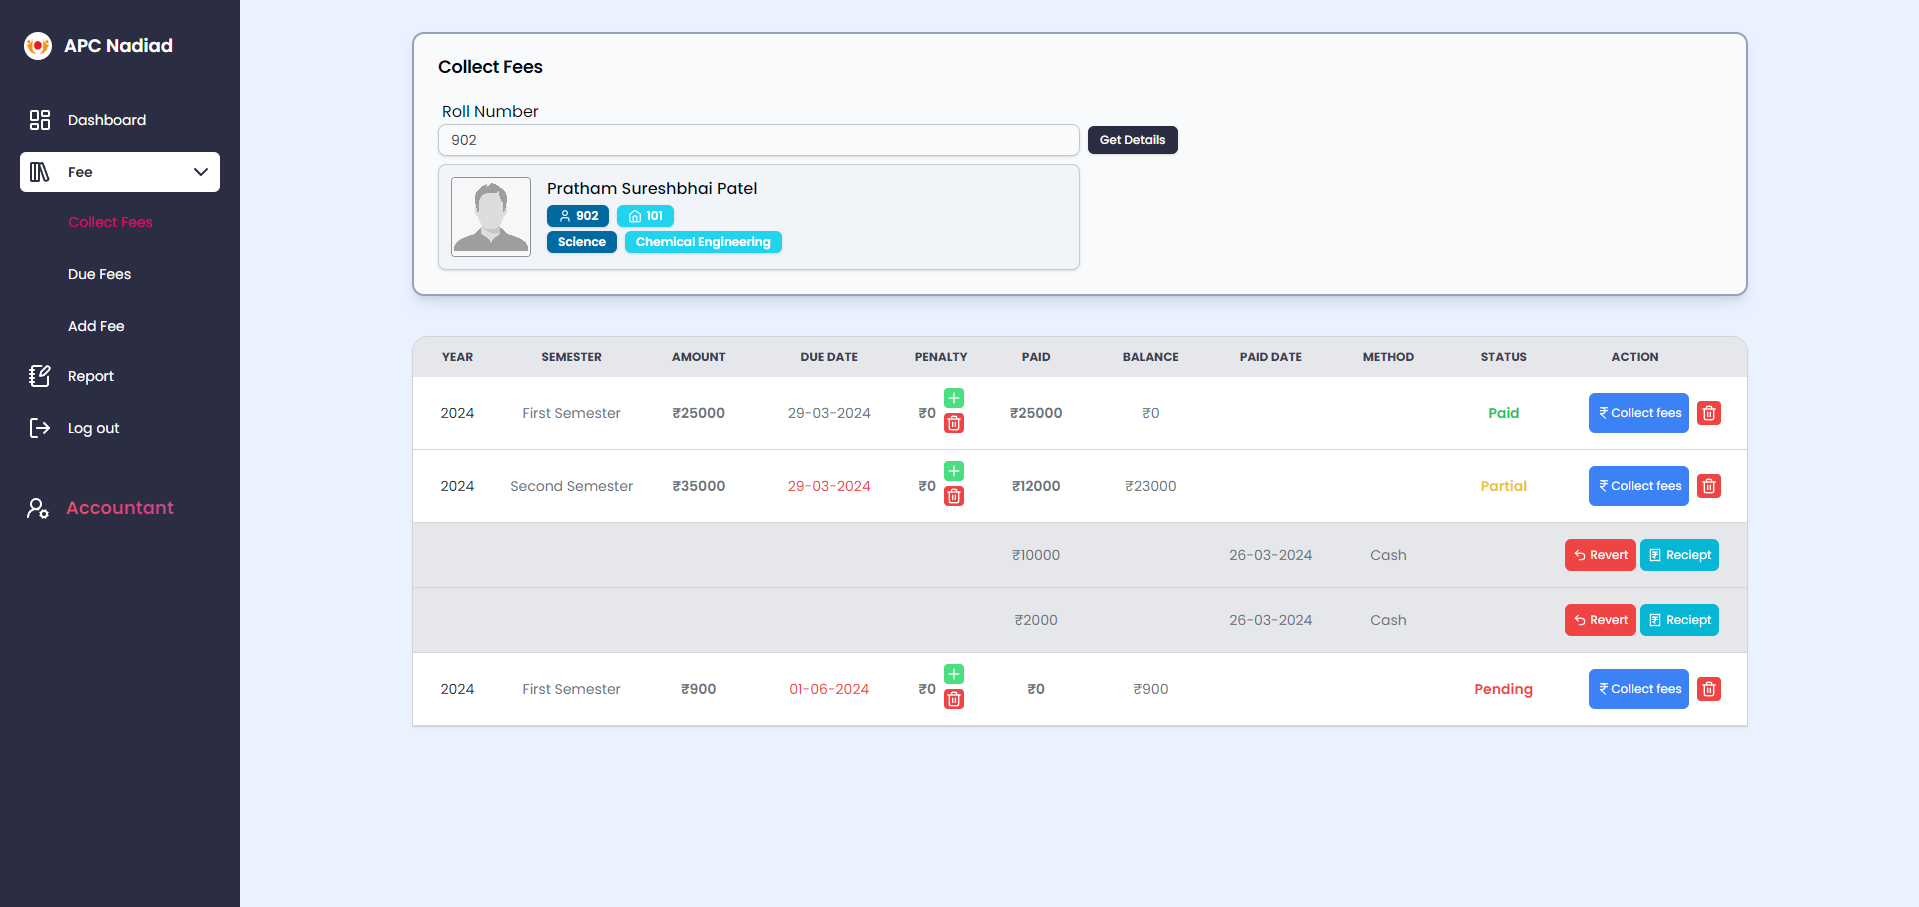 APC Nadiad
Dashboard
Fee
Collect Fees
Due Fees
Add Fee
Report
Log out
Accountant
Collect Fees
Roll Number
902
Get Details
Pratham Sureshbhai Patel
902 101
Science Chemical Engineering
YEAR SEMESTER AMOUNT DUE DATE PENALTY PAID BALANCE PAID DATE METHOD STATUS ACTION
2024 First Semester ₹25000 29-03-2024 ₹0 ₹25000 ₹0 Paid ₹ Collect fees
2024 Second Semester ₹35000 29-03-2024 ₹0 ₹12000 ₹23000 Partial ₹ Collect fees
₹10000 26-03-2024 Cash Revert Reciept
₹2000 26-03-2024 Cash Revert Reciept
2024 First Semester ₹900 01-06-2024 ₹0 ₹0 ₹900 Pending ₹ Collect fees